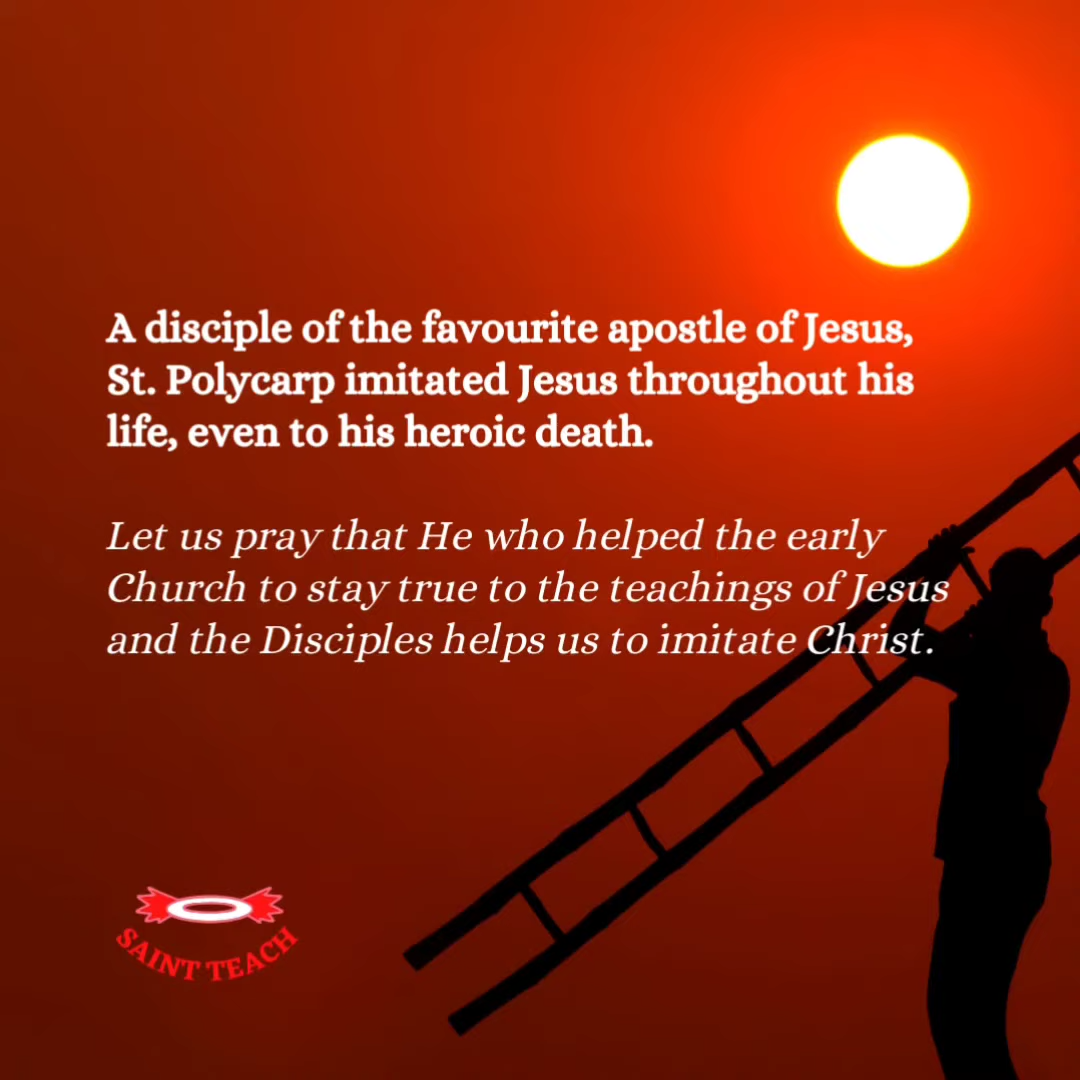 A disciple of the favourite apostle of Jesus,
St. Polycarp imitated Jesus throughout his
life, even to his heroic death.
Let us pray that He who helped the early
Church to stay true to the teachings of Jesus
and the Disciples helps us to imitate Christ.
SAINT TEACH